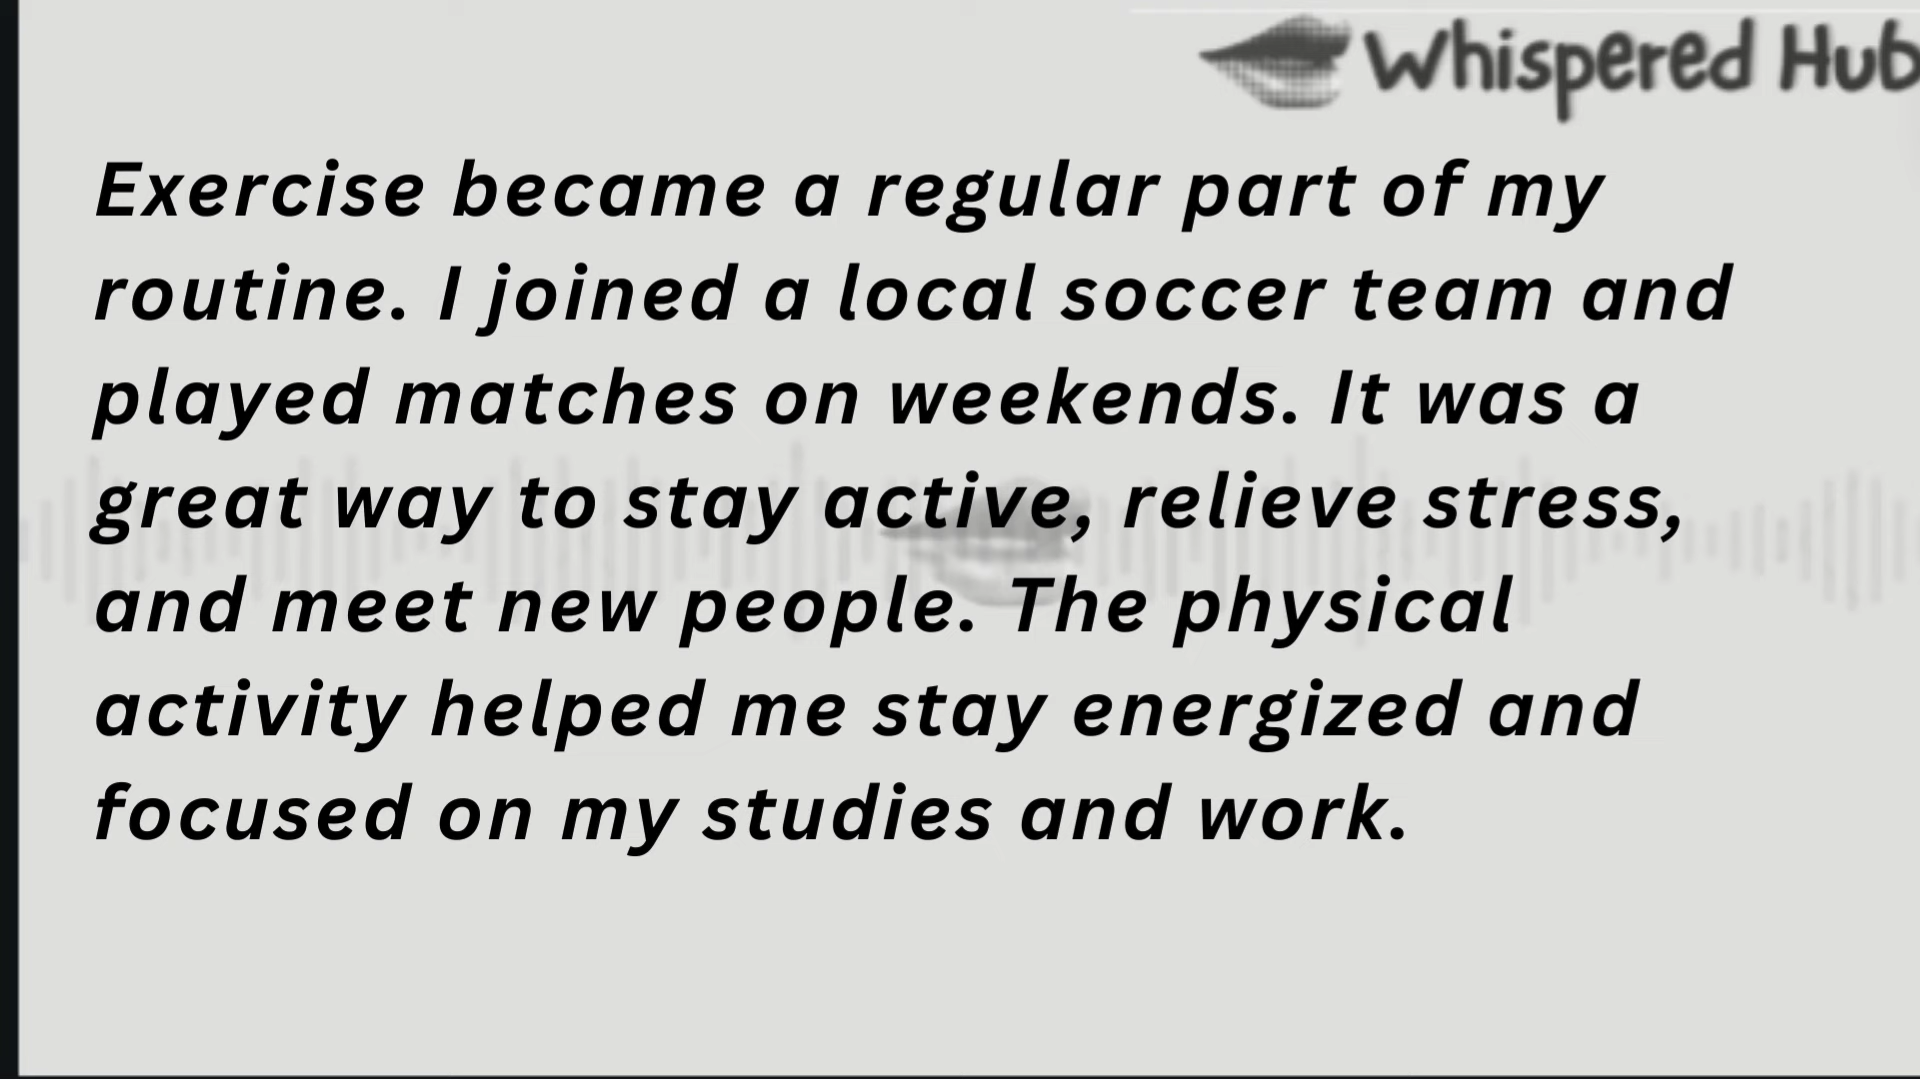 Whispered Hub
Exercise became a regular part of my
routine. I joined a local soccer team and
played matches on weekends. It was a
great way to stay active, relieve stress,
and meet new people. The physical
activity helped me stay energized and
focused on my studies and work.